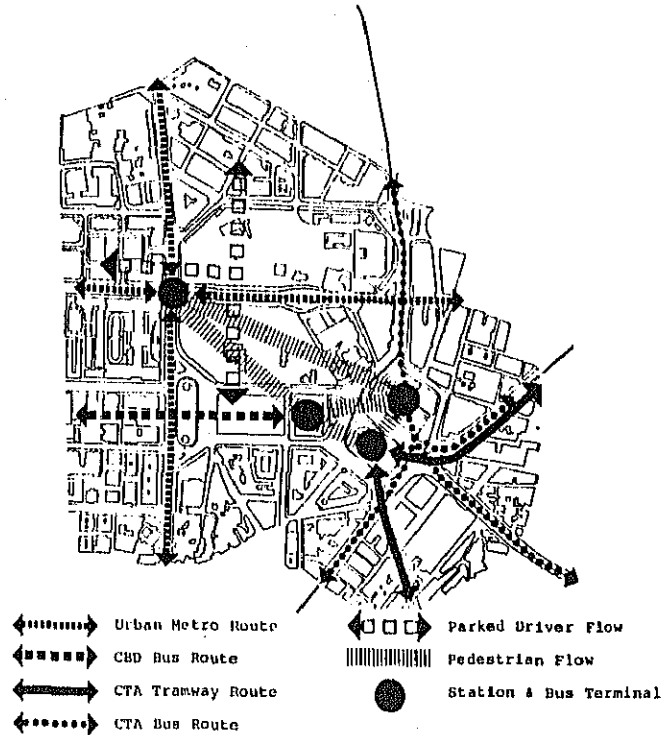 Urban Metro Route
CBD Bus Route
CTA Tramway Route
CTA Bus Route
Parked Driver Flow
Pedestrian Flow
Station & Bus Terminal